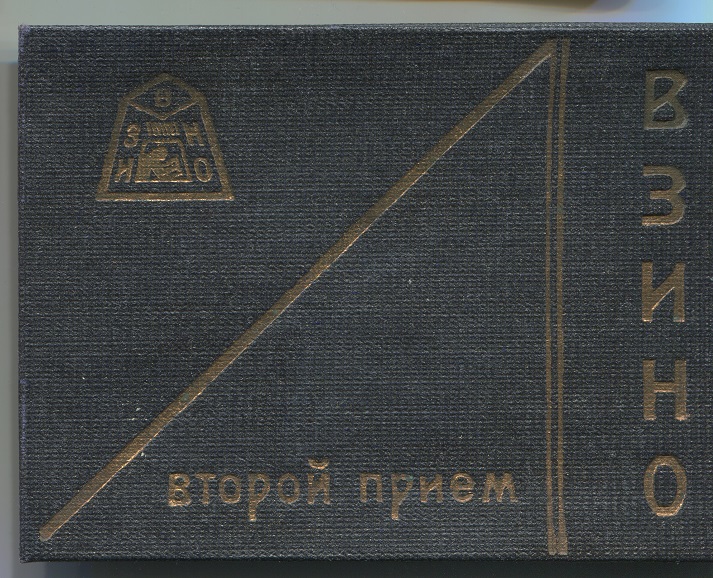 В
З Н
И О
второй прием
ВЗИНО